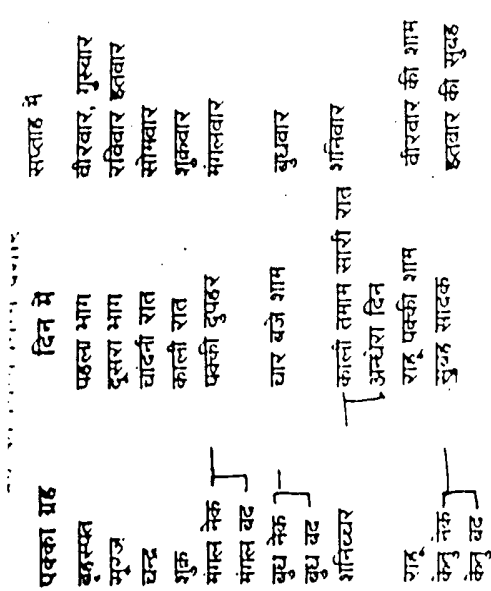 पक्का ग्रह दिन में सप्ताह में
बृहस्पत पहला भाग वीरवार, गुरुवार
सूरज दूसरा भाग रविवार इतवार
चन्द्र चांदनी रात सोमवार
शुक्र काली रात शुक्रवार
मंगल नेक पक्की दुपहर मंगलवार
मंगल बद
बुध नेक चार बजे शाम बुधवार
बुध बद
शनिच्चर काली तमाम सारी रात शनिवार
अन्धेरा दिन
राहू राहू पक्की शाम वीरवार की शाम
केतु नेक सुबह सादक इतवार की सुबह
केतु बद